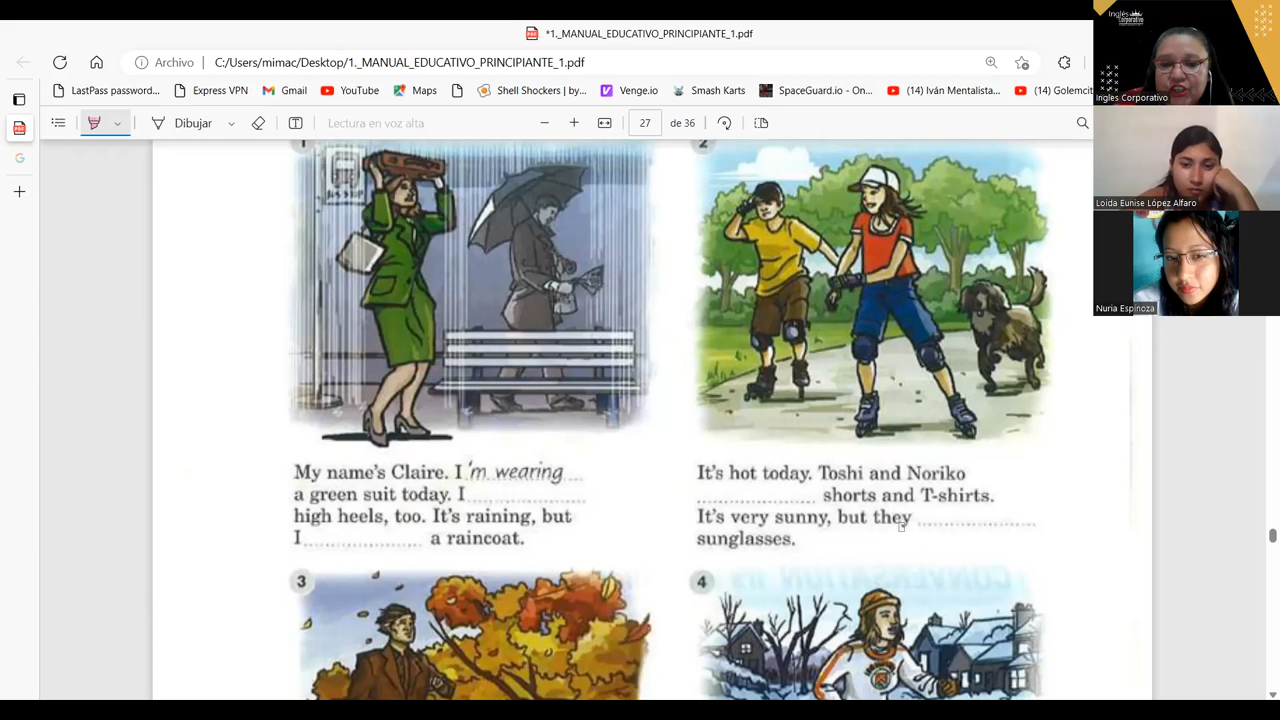 *1._MANUAL_EDUCATIVO_PRINCIPIANTE_1.pdf
Archivo C:/Users/mimac/Desktop/1._MANUAL_EDUCATIVO_PRINCIPIANTE_1.pdf
LastPass password... Express VPN Gmail YouTube Maps Shell Shockers | by... Venge.io Smash Karts SpaceGuard.io - On... (14) Iván Mentalista... (14) Golemcit
Dibujar Lectura en voz alta 27 de 36
Inglés
Corporativo
Ingles Corporativo
Loida Eunise López Alfaro
Nuria Espinoza
1
My name's Claire. I 'm wearing
a green suit today. I
high heels, too. It's raining, but
I a raincoat.
2
It's hot today. Toshi and Noriko
shorts and T-shirts.
It's very sunny, but they
sunglasses.
3
4